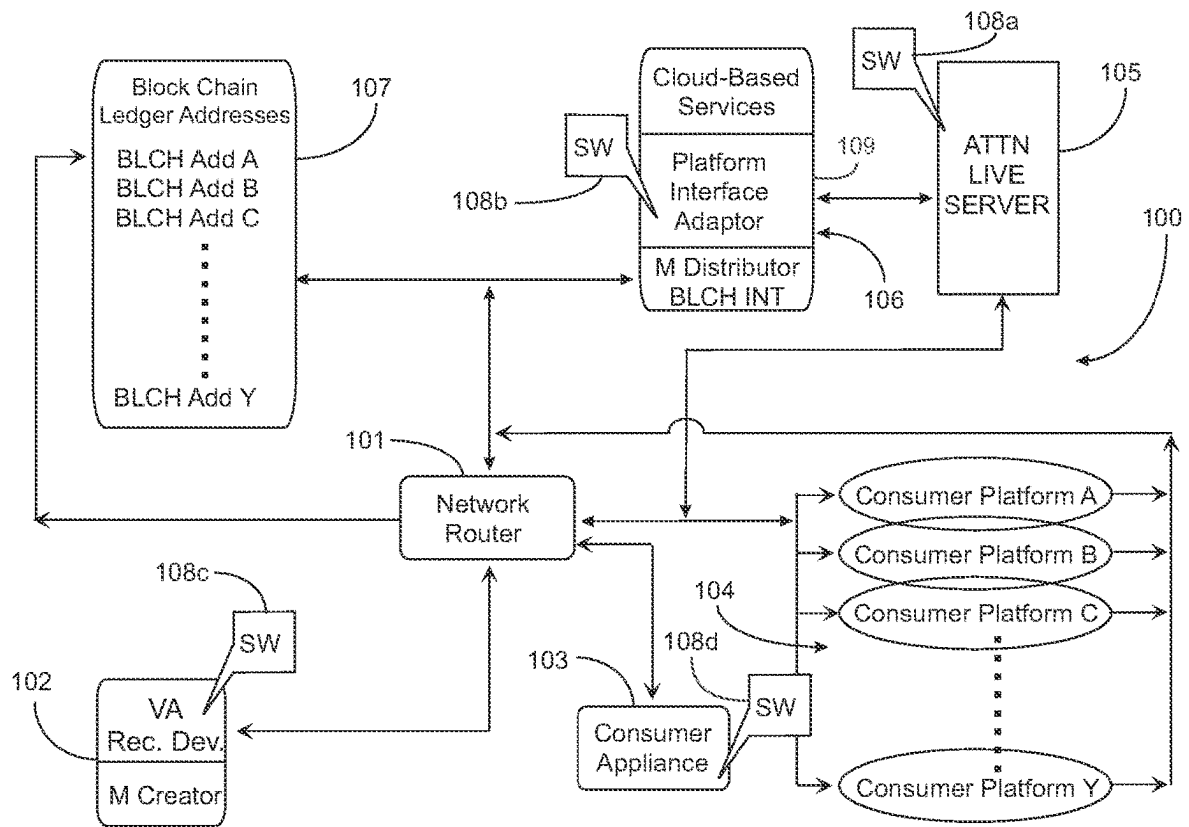 Block Chain
Ledger Addresses
BLCH Add A
BLCH Add B
BLCH Add C
BLCH Add Y
107
Cloud-Based
Services
Platform
Interface
Adaptor
M Distributor
BLCH INT
SW
108b
109
106
SW
108a
105
ATTN
LIVE
SERVER
100
101
Network
Router
108c
SW
102
VA
Rec. Dev.
M Creator
103
Consumer
Appliance
108d
SW
104
Consumer Platform A
Consumer Platform B
Consumer Platform C
Consumer Platform Y